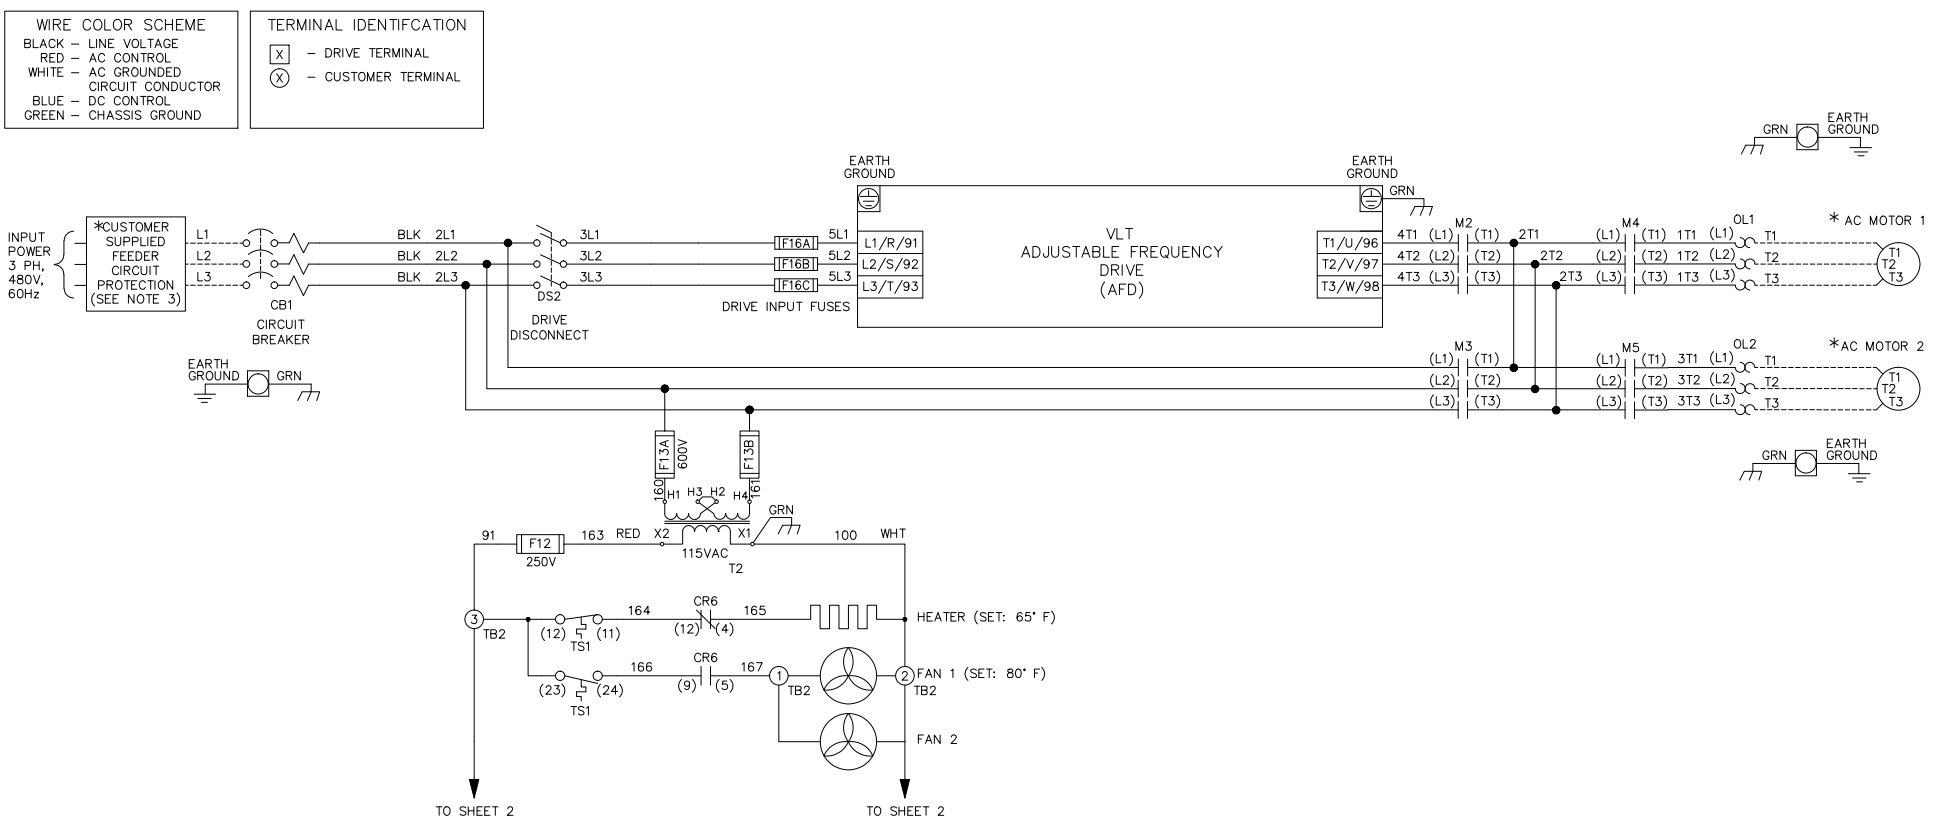 WIRE COLOR SCHEME
BLACK – LINE VOLTAGE
RED – AC CONTROL
WHITE – AC GROUNDED
CIRCUIT CONDUCTOR
BLUE – DC CONTROL
GREEN – CHASSIS GROUND
TERMINAL IDENTIFCATION
X – DRIVE TERMINAL
X – CUSTOMER TERMINAL
GRN EARTH
GROUND
EARTH
GROUND
EARTH
GROUND
GRN
INPUT
POWER
3 PH,
480V,
60Hz
*CUSTOMER
SUPPLIED
FEEDER
CIRCUIT
PROTECTION
(SEE NOTE 3)
L1
L2
L3
CB1
CIRCUIT
BREAKER
BLK 2L1
BLK 2L2
BLK 2L3
DS2
DRIVE
DISCONNECT
3L1
3L2
3L3
F16A
F16B
F16C
DRIVE INPUT FUSES
5L1
5L2
5L3
L1/R/91
L2/S/92
L3/T/93
VLT
ADJUSTABLE FREQUENCY
DRIVE
(AFD)
T1/U/96
T2/V/97
T3/W/98
M2
4T1 (L1) (T1) 2T1
4T2 (L2) (T2) 2T2
4T3 (L3) (T3) 2T3
M4
(L1) (T1) 1T1 (L1) T1
(L2) (T2) 1T2 (L2) T2
(L3) (T3) 1T3 (L3) T3
OL1
* AC MOTOR 1
T1
T2
T3
EARTH
GROUND GRN
M3
(L1) (T1)
(L2) (T2)
(L3) (T3)
M5
(L1) (T1) 3T1 (L1) T1
(L2) (T2) 3T2 (L2) T2
(L3) (T3) 3T3 (L3) T3
OL2
*AC MOTOR 2
T1
T2
T3
GRN EARTH
GROUND
F13A
600V
F13B
160
161
H1 H3 H2 H4
GRN
91 F12 163 RED X2 X1 100 WHT
250V
115VAC
T2
3
TB2
(12) (11)
TS1
164
CR6
(12) (4)
165
HEATER (SET: 65° F)
(23) (24)
TS1
166
CR6
(9) (5)
167
1
TB2
2
TB2
FAN 1 (SET: 80° F)
FAN 2
TO SHEET 2
TO SHEET 2